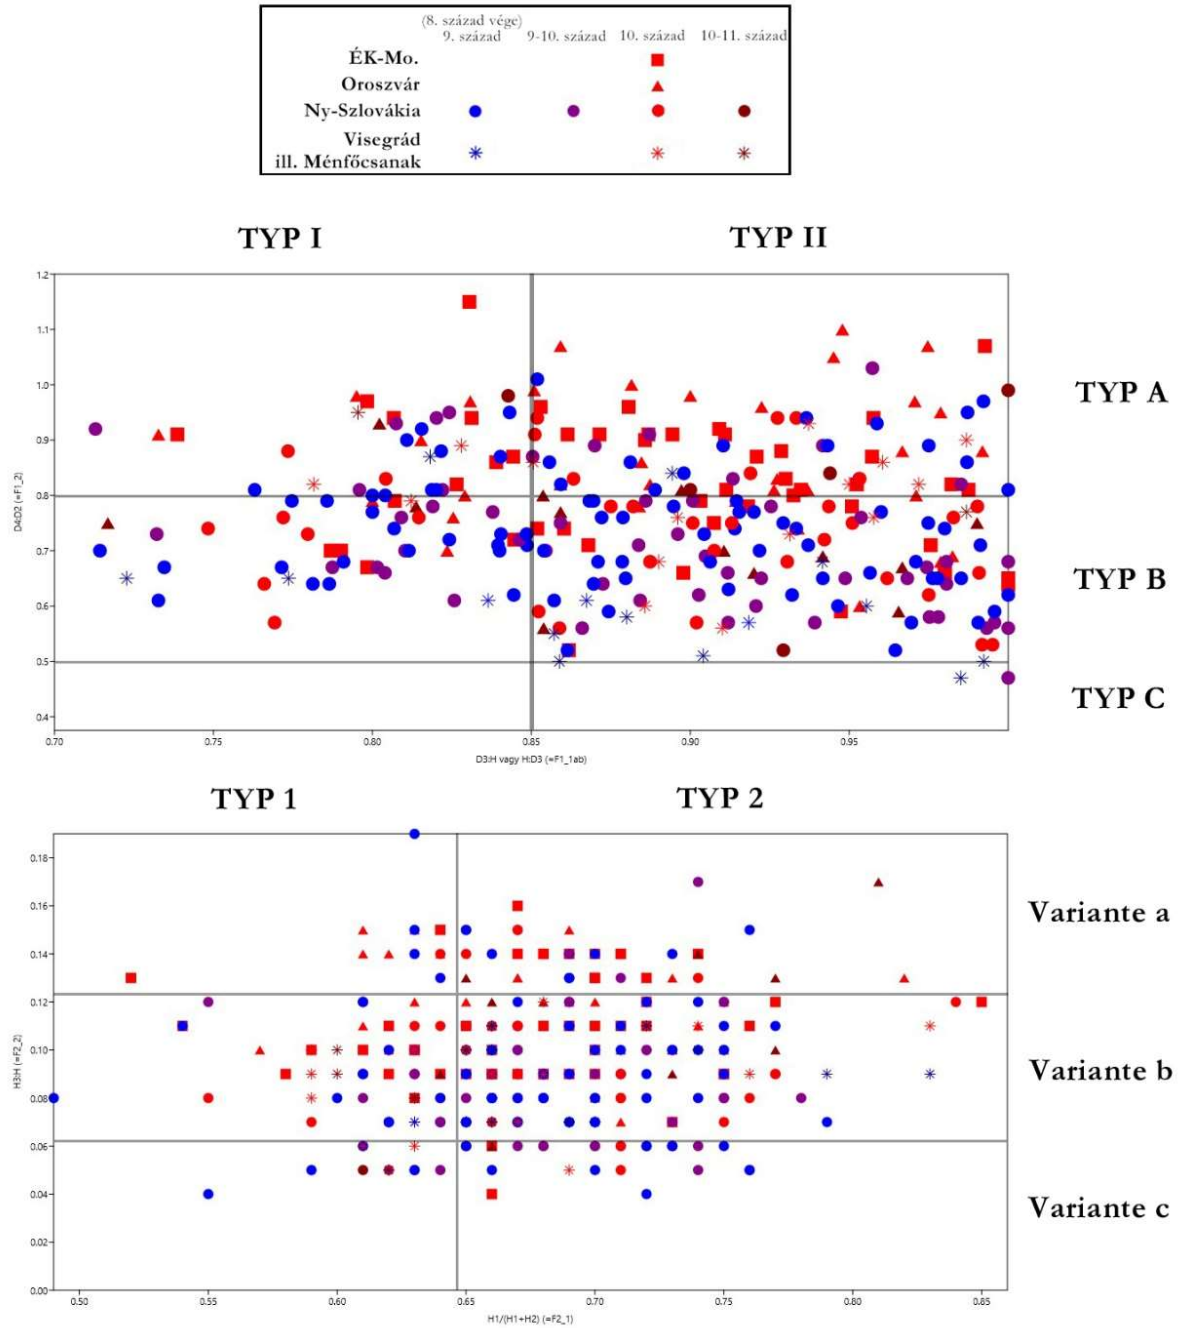 (8. század vége)
9. század 9-10. század 10. század 10-11. század
ÉK-Mo.
Oroszvár
Ny-Szlovákia
Visegrád
ill. Ménfőcsanak
TYP I TYP II
1.2
1.1
1.0
TYP A
0.9
D4:D2 (=F1_2)
0.8
0.7
TYP B
0.6
0.5
TYP C
0.4
0.70 0.75 0.80 0.85 0.90 0.95
D3:H vagy H:D3 (=F1_1ab)
TYP 1 TYP 2
0.18
0.16
Variante a
0.14
0.12
H3:H (=F2_2)
0.10
Variante b
0.08
0.06
0.04
Variante c
0.02
0.00
0.50 0.55 0.60 0.65 0.70 0.75 0.80 0.85
H1/(H1+H2) (=F2_1)